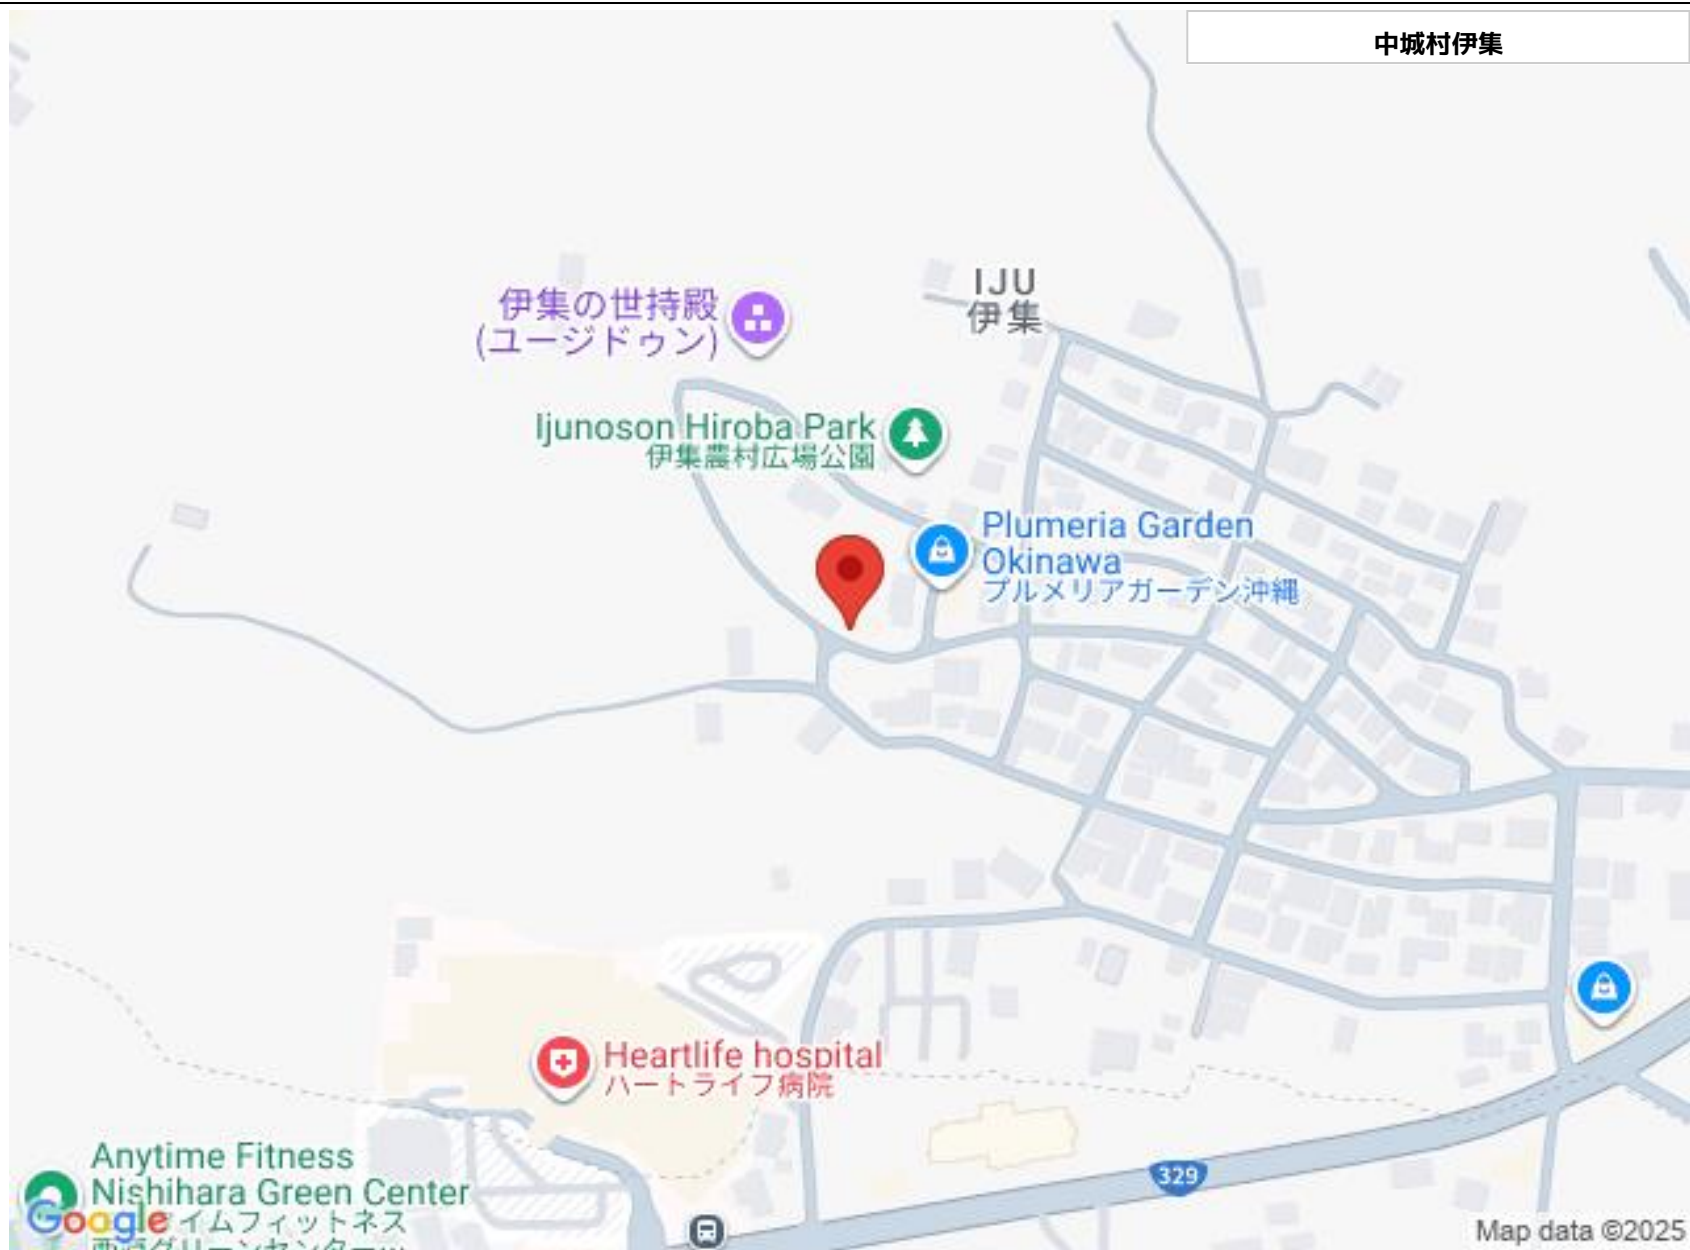 中城村伊集
IJU
伊集
伊集の世持殿
(ユージドゥン)
Ijunoson Hiroba Park
伊集農村広場公園
Plumeria Garden
Okinawa
プルメリアガーデン沖縄
Heartlife hospital
ハートライフ病院
Anytime Fitness
Nishihara Green Center
イムフィットネス
329
Google
Map data ©2025